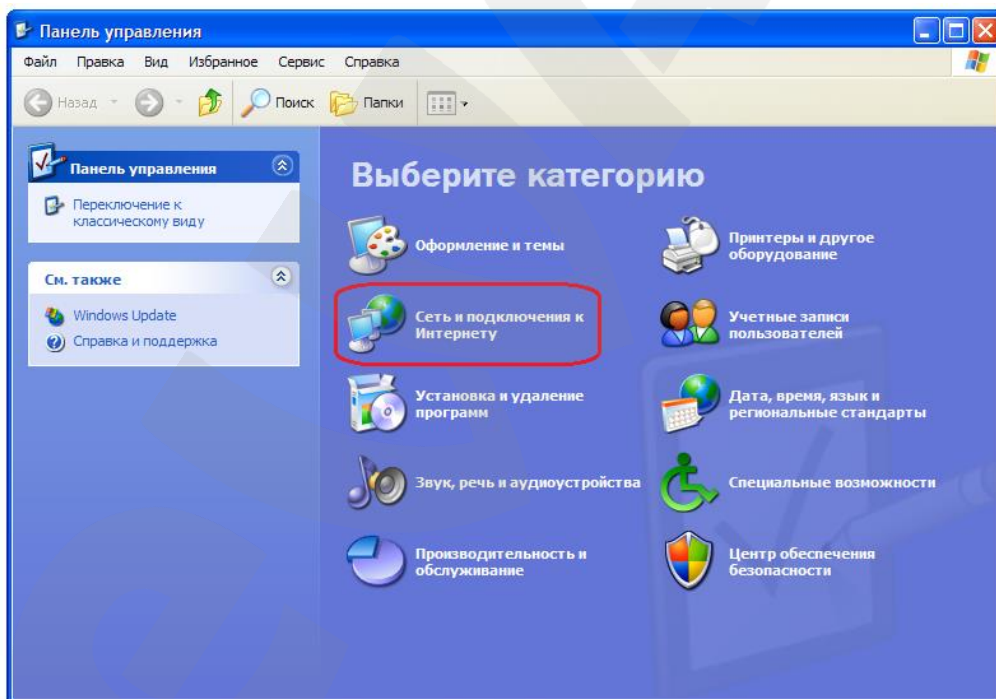 Панель управления
Файл Правка Вид Избранное Сервис Справка
Назад Поиск Папки
Панель управления
Переключение к
классическому виду
См. также
Windows Update
Справка и поддержка
Выберите категорию
Оформление и темы
Принтеры и другое
оборудование
Сеть и подключения к
Интернету
Учетные записи
пользователей
Установка и удаление
программ
Дата, время, язык и
региональные стандарты
Звук, речь и аудиоустройства
Специальные возможности
Производительность и
обслуживание
Центр обеспечения
безопасности